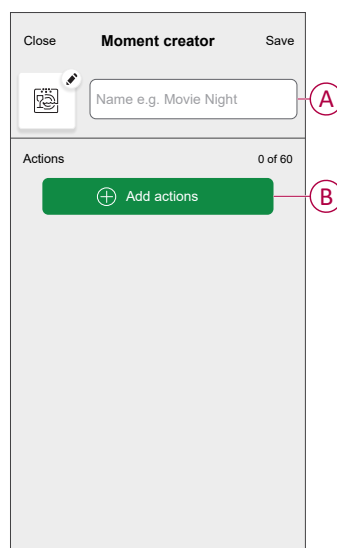 Close Moment creator Save
Name e.g. Movie Night A
Actions 0 of 60
Add actions B